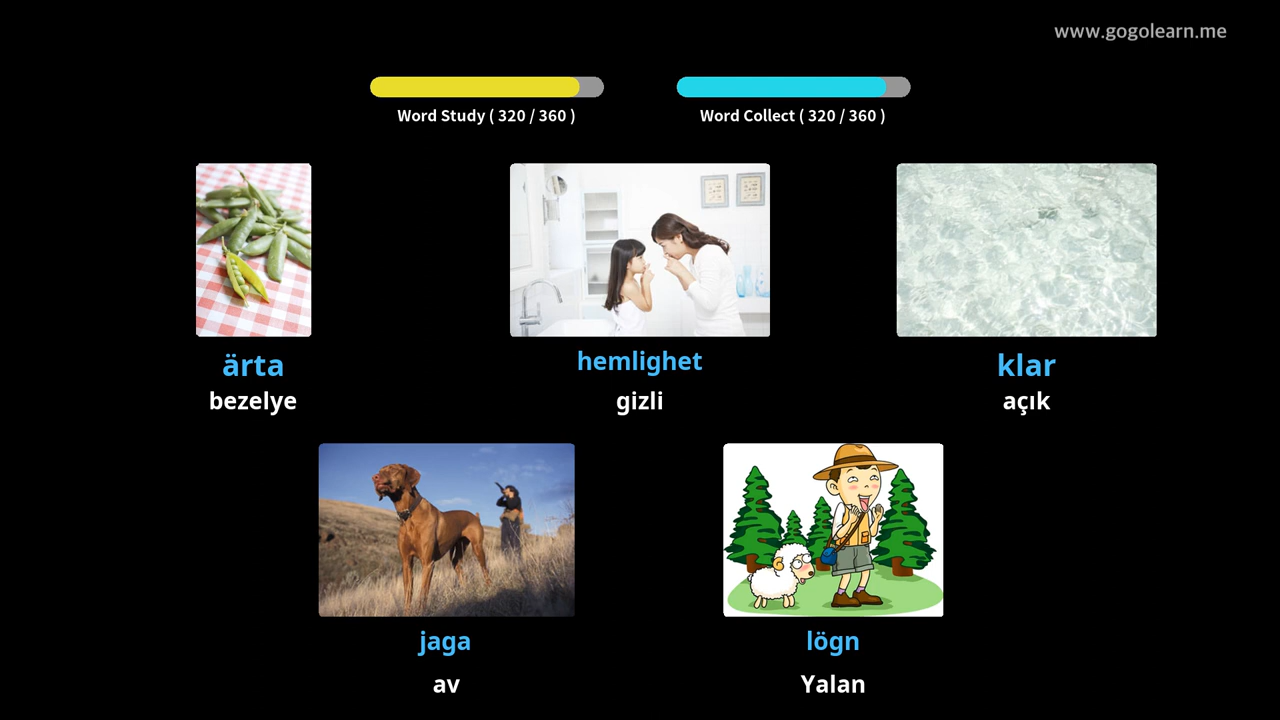 www.gogolearn.me
Word Study ( 320 / 360 )
Word Collect ( 320 / 360 )
ärta
bezelye
hemlighet
gizli
klar
açık
jaga
av
lögn
Yalan